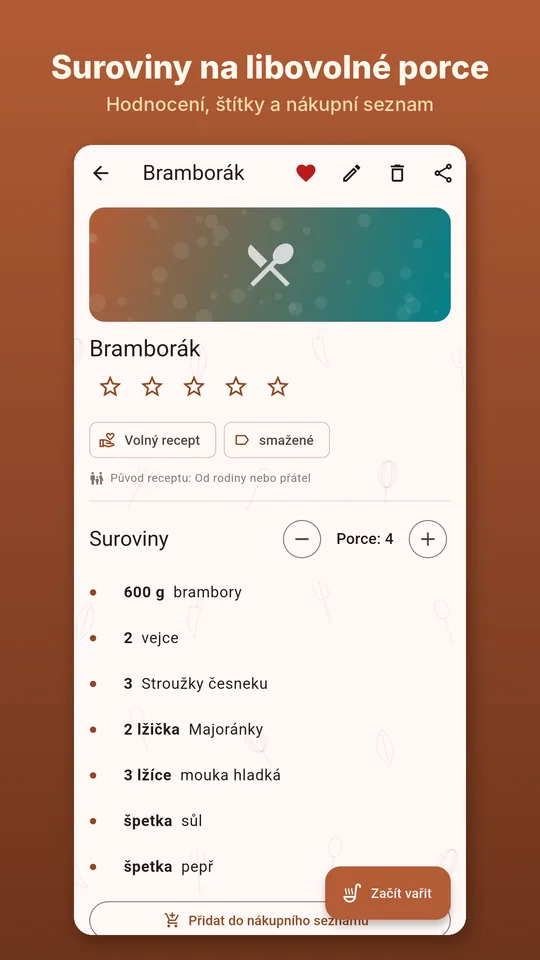 Suroviny na libovolné porce
Hodnocení, štítky a nákupní seznam
Bramborák
Bramborák
Volný recept
smažené
Původ receptu: Od rodiny nebo přátel
Suroviny
Porce: 4
600 g brambory
2 vejce
3 Stroužky česneku
2 lžička Majoránky
3 lžíce mouka hladká
špetka sůl
špetka pepř
Začít vařit
Přidat do nákupního seznamu